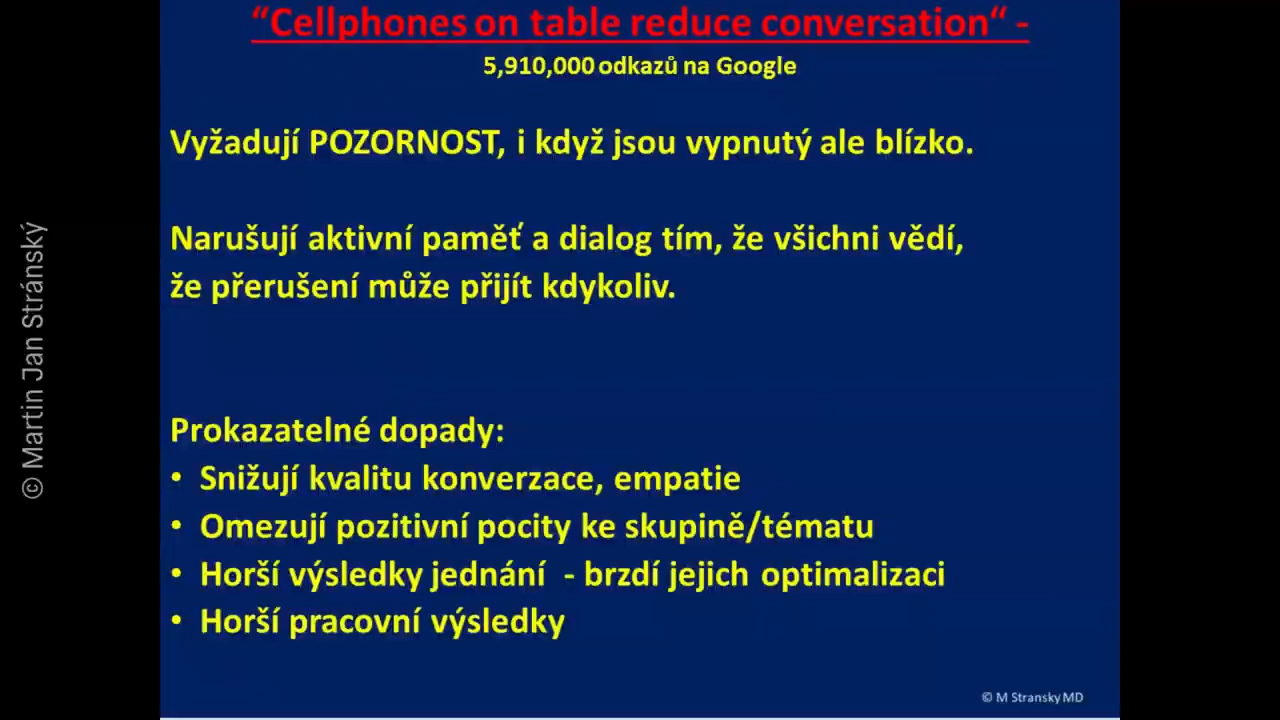 “Cellphones on table reduce conversation“ -
5,910,000 odkazů na Google
Vyžadují POZORNOST, i když jsou vypnutý ale blízko.
Narušují aktivní paměť a dialog tím, že všichni vědí,
že přerušení může přijít kdykoliv.
Prokazatelné dopady:
• Snižují kvalitu konverzace, empatie
• Omezují pozitivní pocity ke skupině/tématu
• Horší výsledky jednání - brzdí jejich optimalizaci
• Horší pracovní výsledky
© M Stransky MD
© Martin Jan Stránský